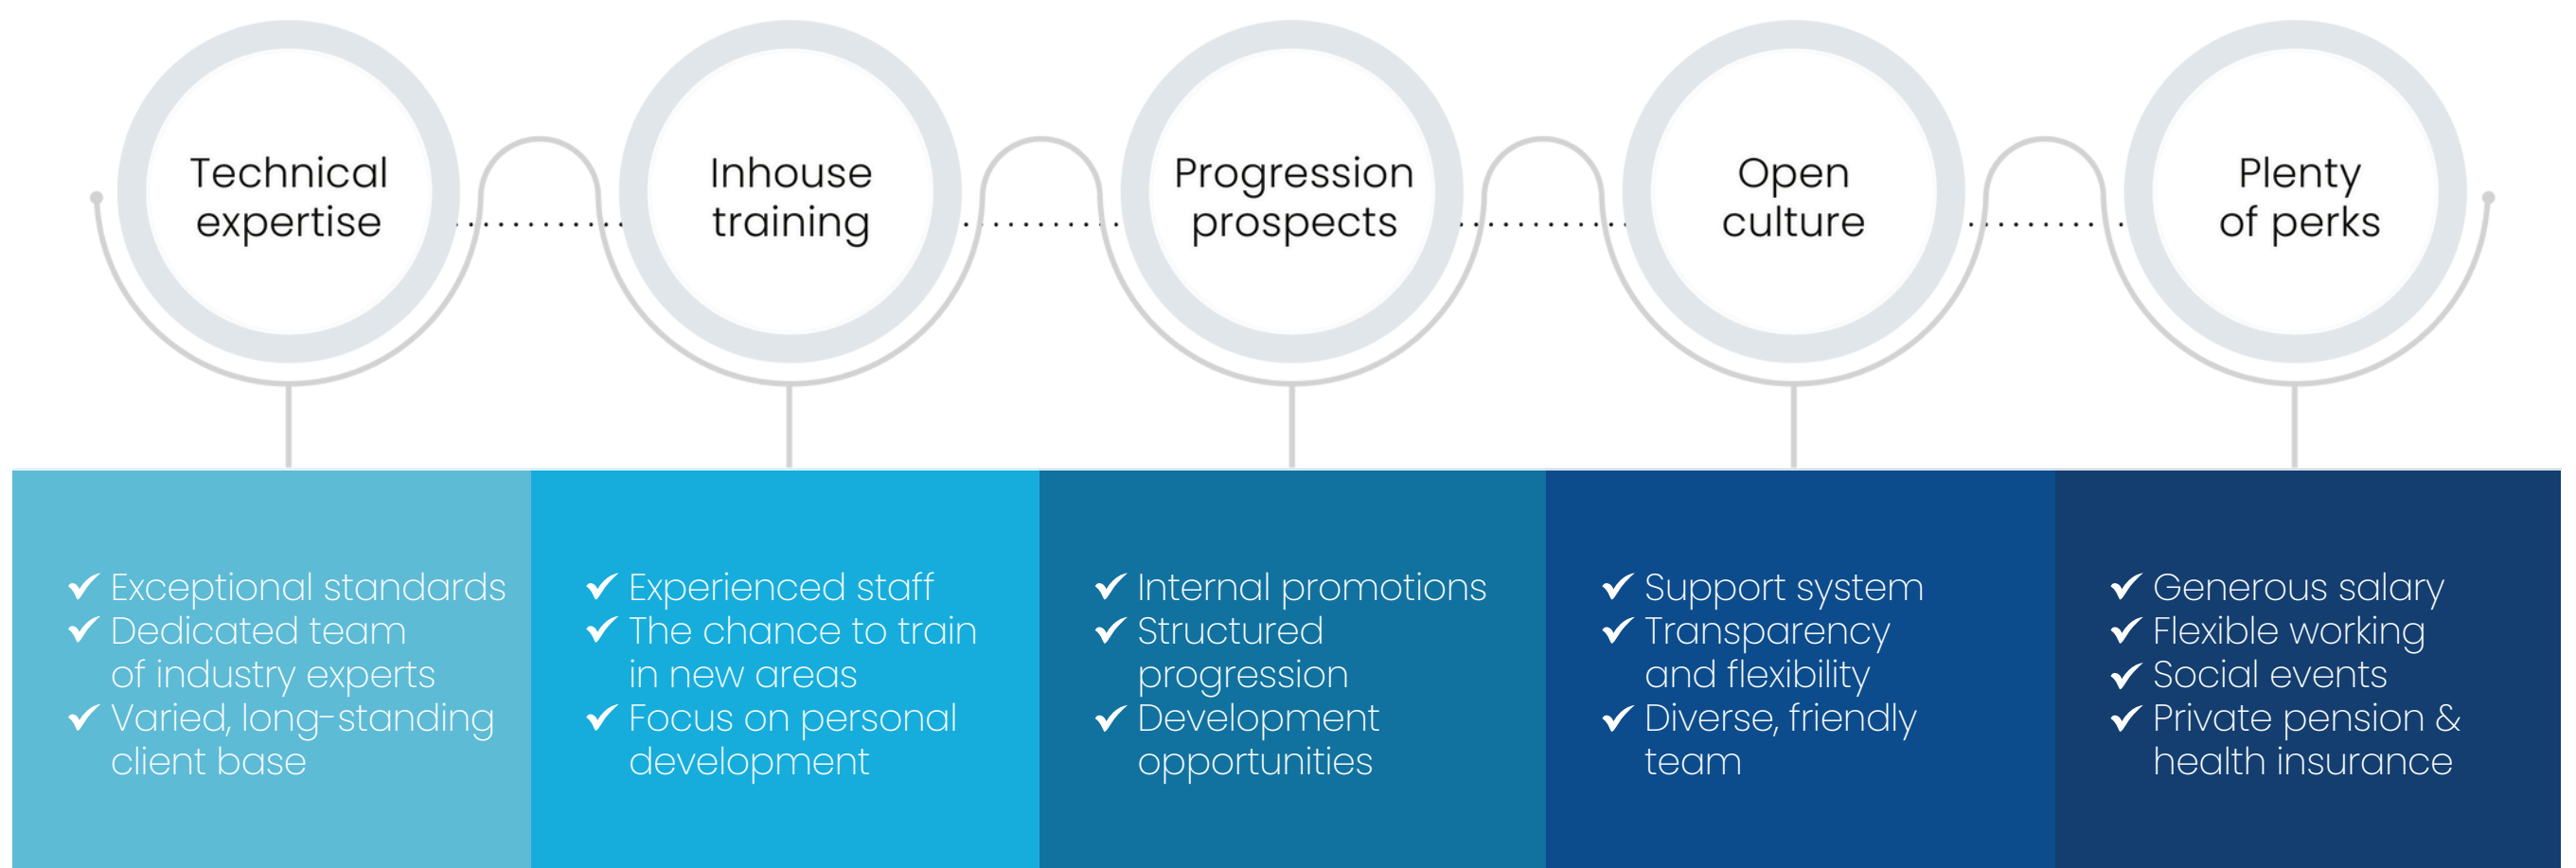 Technical
expertise
Inhouse
training
Progression
prospects
Open
culture
Plenty
of perks
Exceptional standards
Dedicated team
of industry experts
Varied, long-standing
client base
Experienced staff
The chance to train
in new areas
Focus on personal
development
Internal promotions
Structured
progression
Development
opportunities
Support system
Transparency
and flexibility
Diverse, friendly
team
Generous salary
Flexible working
Social events
Private pension &
health insurance